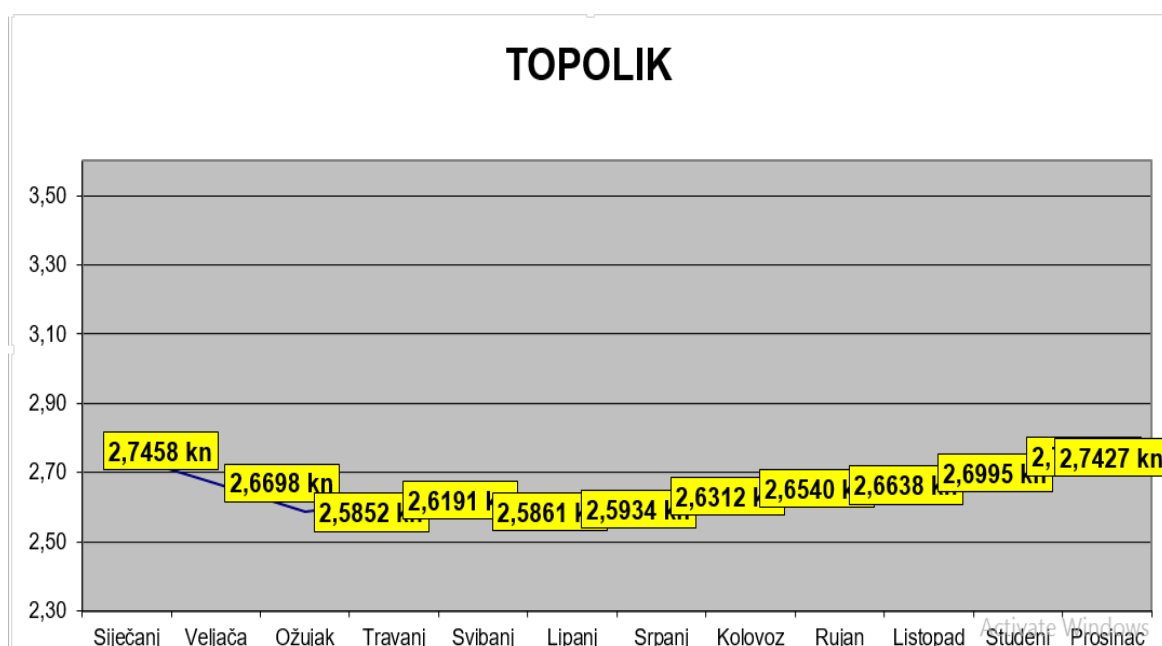 TOPOLIK
3,50
3,30
3,10
2,90
2,70
2,50
2,30
2,7458 kn
2,6698 kn
2,5852 kn
2,6191 kn
2,5861 kn
2,5934 kn
2,6312 kn
2,6540 kn
2,6638 kn
2,6995 kn
2,7427 kn
Siječanj Veljača Ožujak Travanj Svibanj Lipanj Srpanj Kolovoz Rujan Listopad Studeni Prosinac
Activate Windows